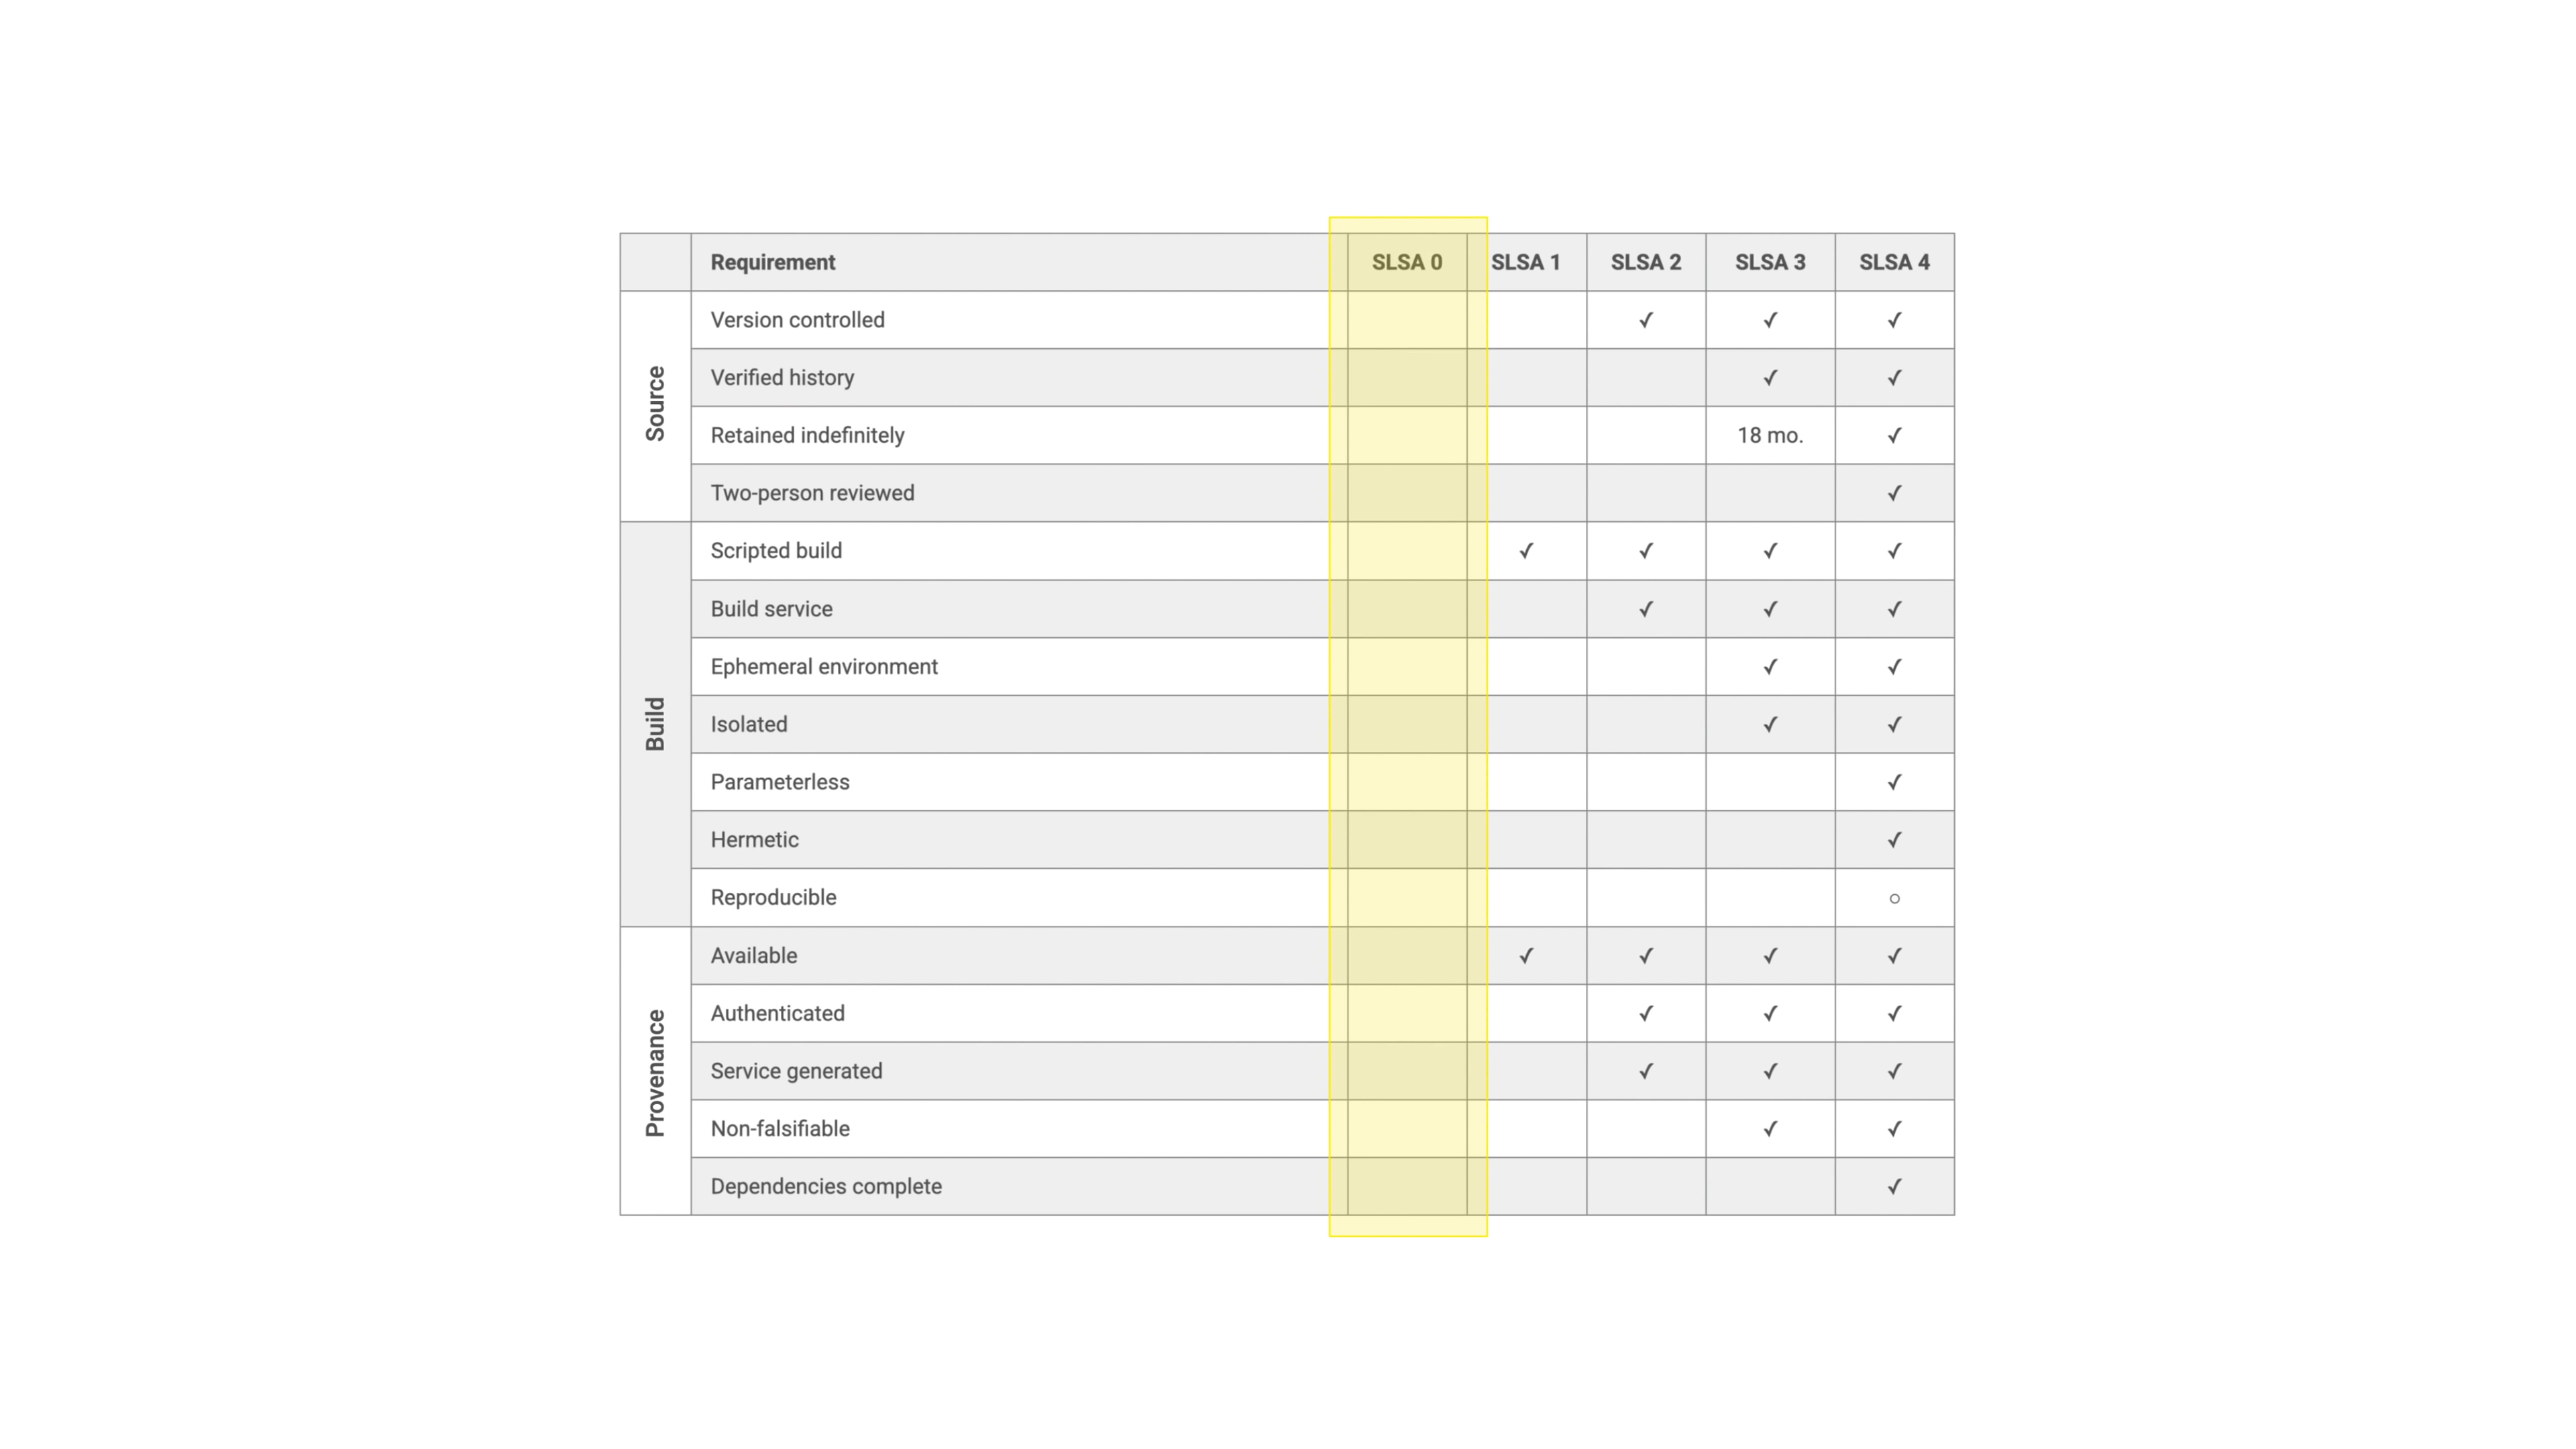 Requirement SLSA 0 SLSA 1 SLSA 2 SLSA 3 SLSA 4
Source
Version controlled ✓ ✓ ✓
Verified history ✓ ✓
Retained indefinitely 18 mo. ✓
Two-person reviewed ✓
Build
Scripted build ✓ ✓ ✓ ✓
Build service ✓ ✓ ✓
Ephemeral environment ✓ ✓
Isolated ✓ ✓
Parameterless ✓
Hermetic ✓
Reproducible ○
Provenance
Available ✓ ✓ ✓ ✓
Authenticated ✓ ✓ ✓
Service generated ✓ ✓ ✓
Non-falsifiable ✓ ✓
Dependencies complete ✓